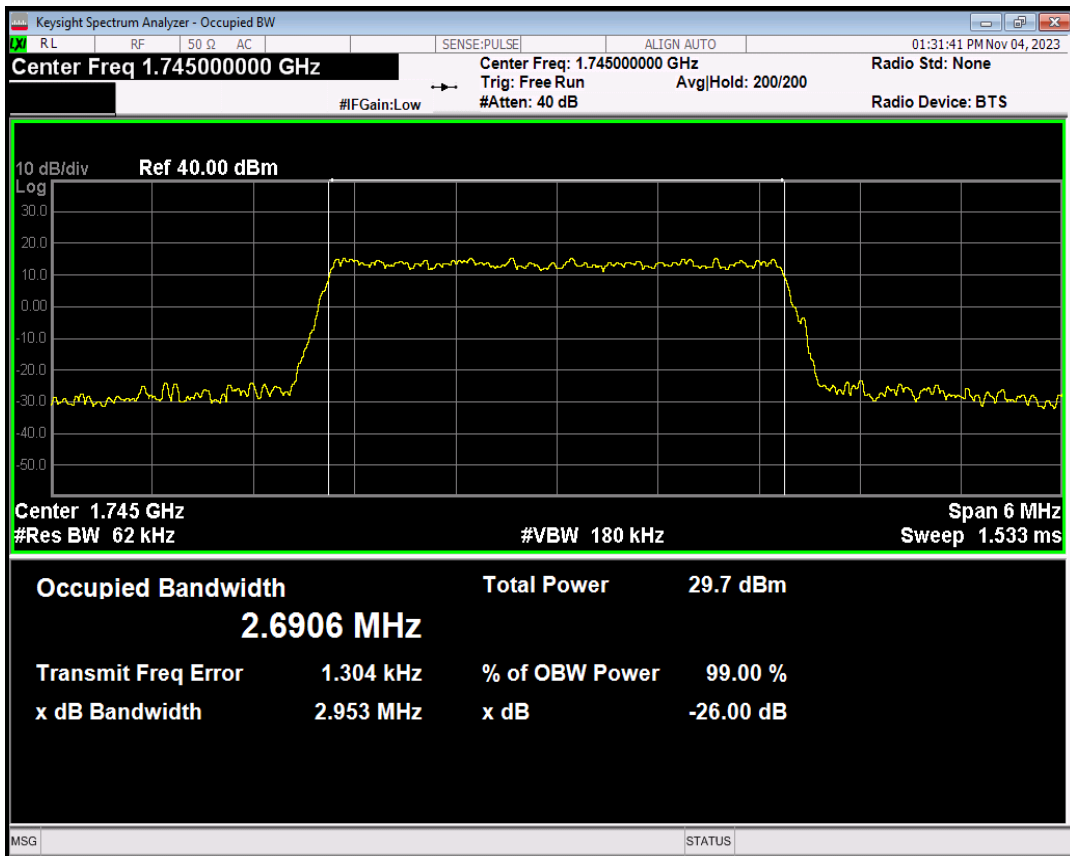 Keysight Spectrum Analyzer - Occupied BW
LXI RL RF 50 Ω AC SENSE:PULSE ALIGN AUTO 01:31:41 PM Nov 04, 2023
Center Freq 1.745000000 GHz Center Freq: 1.745000000 GHz Radio Std: None
Trig: Free Run Avg|Hold: 200/200
#IFGain:Low #Atten: 40 dB Radio Device: BTS
10 dB/div Ref 40.00 dBm
Log
30.0
20.0
10.0
0.00
-10.0
-20.0
-30.0
-40.0
-50.0
Center 1.745 GHz Span 6 MHz
#Res BW 62 kHz #VBW 180 kHz Sweep 1.533 ms
Occupied Bandwidth Total Power 29.7 dBm
2.6906 MHz
Transmit Freq Error 1.304 kHz % of OBW Power 99.00 %
x dB Bandwidth 2.953 MHz x dB -26.00 dB
MSG STATUS